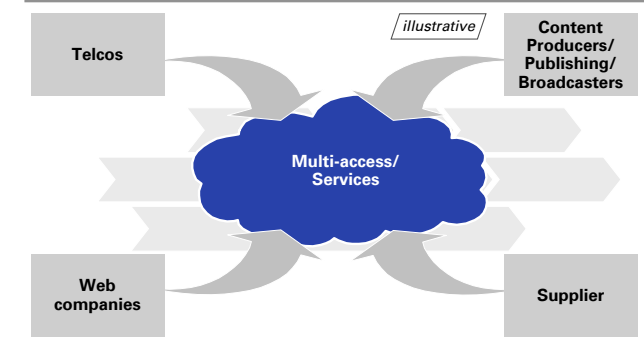 Telcos
illustrative
Content
Producers/
Publishing/
Broadcasters
Multi-access/
Services
Web
companies
Supplier